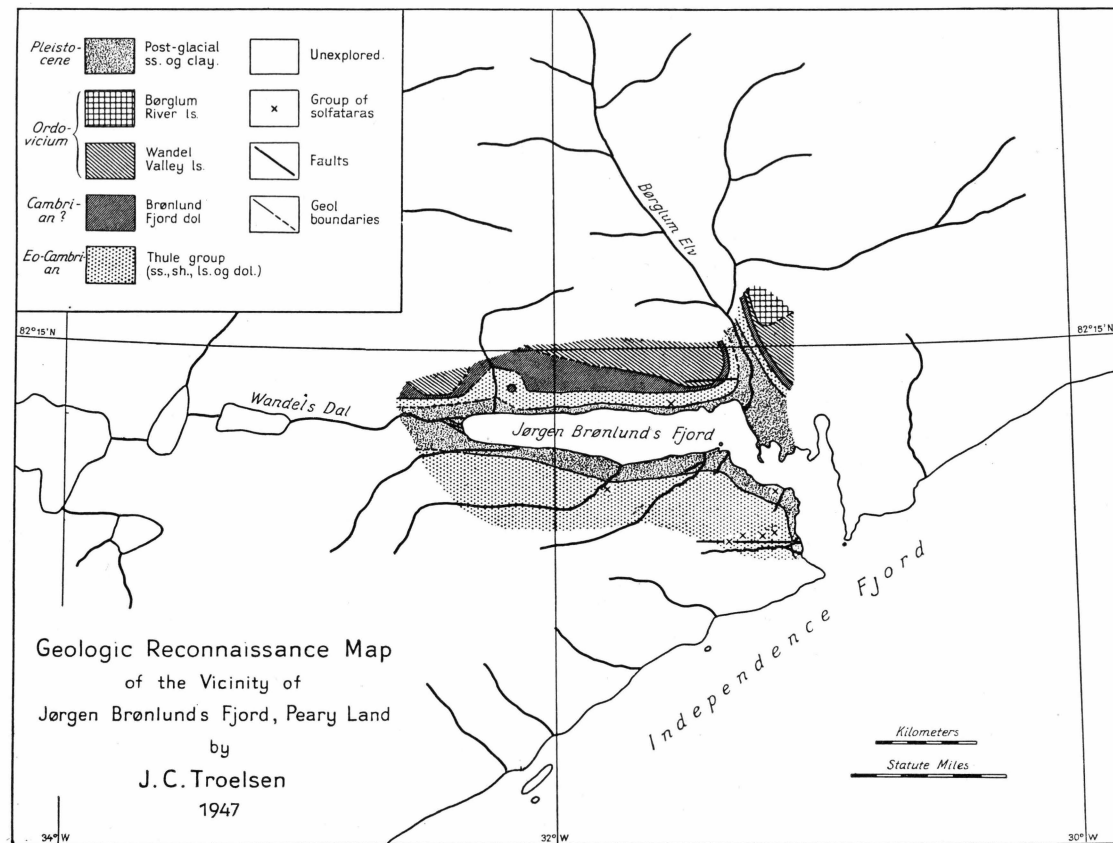 Pleisto-
cene
Post-glacial
ss. og clay.
Ordo-
vicium
Børglum
River ls.
Wandel
Valley ls.
Cambri-
an ?
Brønlund
Fjord dol
Eo-Cambri-
an
Thule group
(ss., sh., ls. og dol.)
Unexplored.
Group of
solfataras
Faults
Geol
boundaries
Børglum Elv
82°15'N
82°15'N
Wandels Dal
Jørgen Brønlund's Fjord
Independence Fjord
Geologic Reconnaissance Map
of the Vicinity of
Jørgen Brønlund's Fjord, Peary Land
by
J. C. Troelsen
1947
Kilometers
Statute Miles
34°W
32°W
30°W